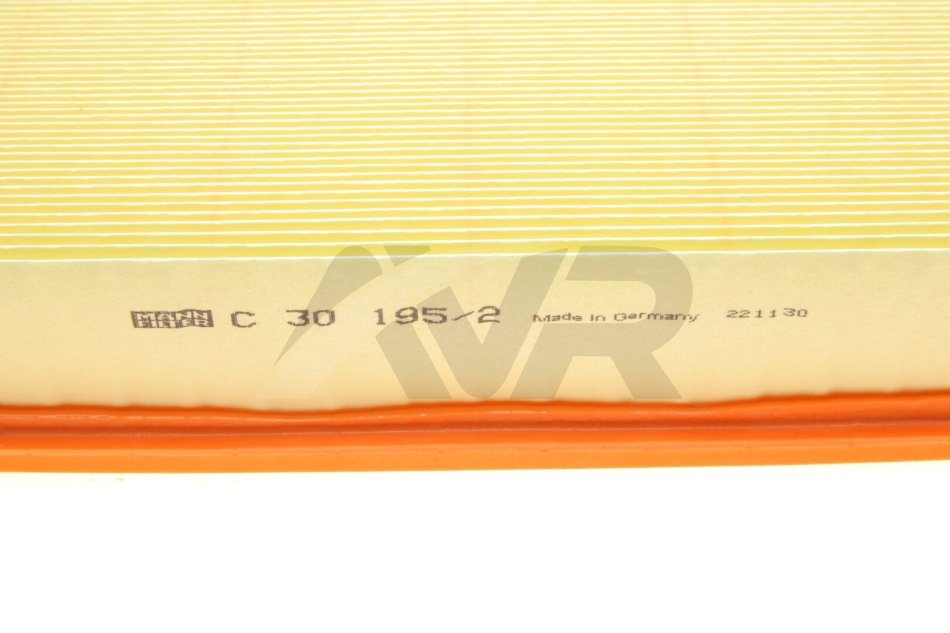 MANN FILTER C 30 195/2 Made in Germany 221130